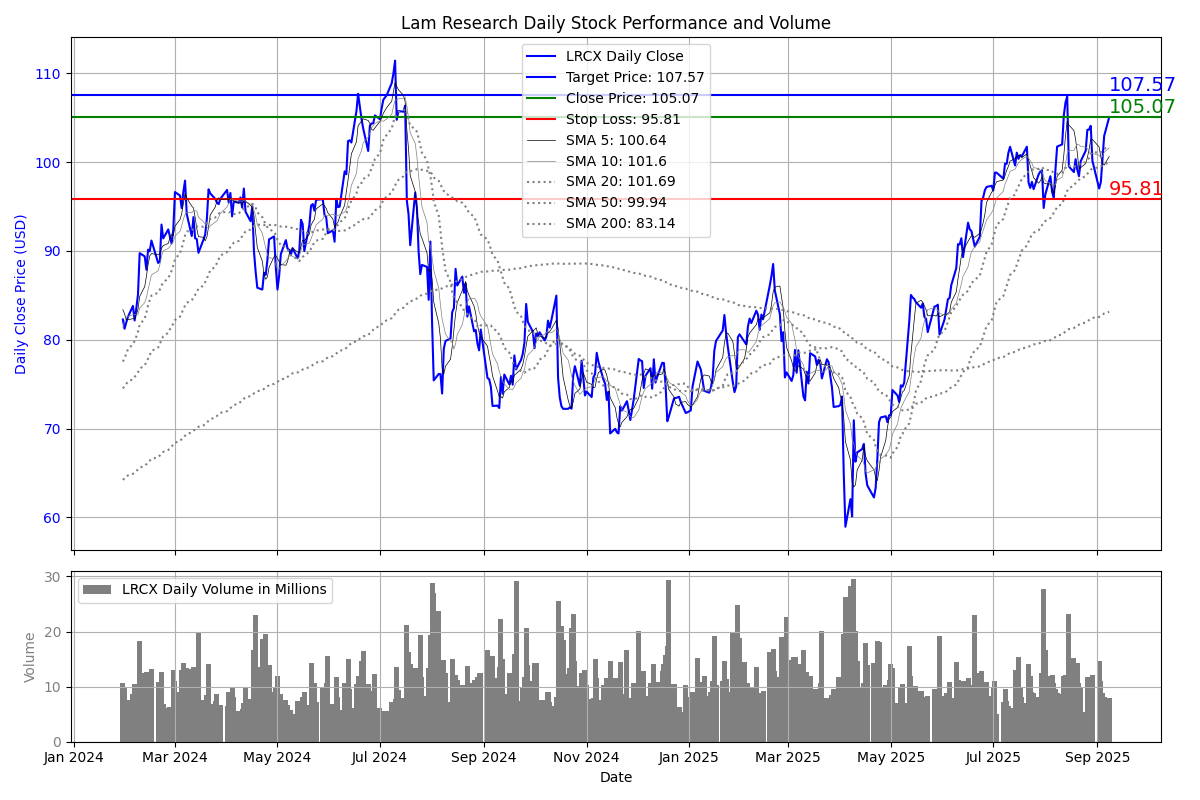 Lam Research Daily Stock Performance and Volume
LRCX Daily Close
Target Price: 107.57
Close Price: 105.07
Stop Loss: 95.81
SMA 5: 100.64
SMA 10: 101.6
SMA 20: 101.69
SMA 50: 99.94
SMA 200: 83.14
107.57
105.07
95.81
110
100
90
80
70
60
Daily Close Price (USD)
LRCX Daily Volume in Millions
30
20
10
0
Volume
Jan 2024 Mar 2024 May 2024 Jul 2024 Sep 2024 Nov 2024 Jan 2025 Mar 2025 May 2025 Jul 2025 Sep 2025
Date